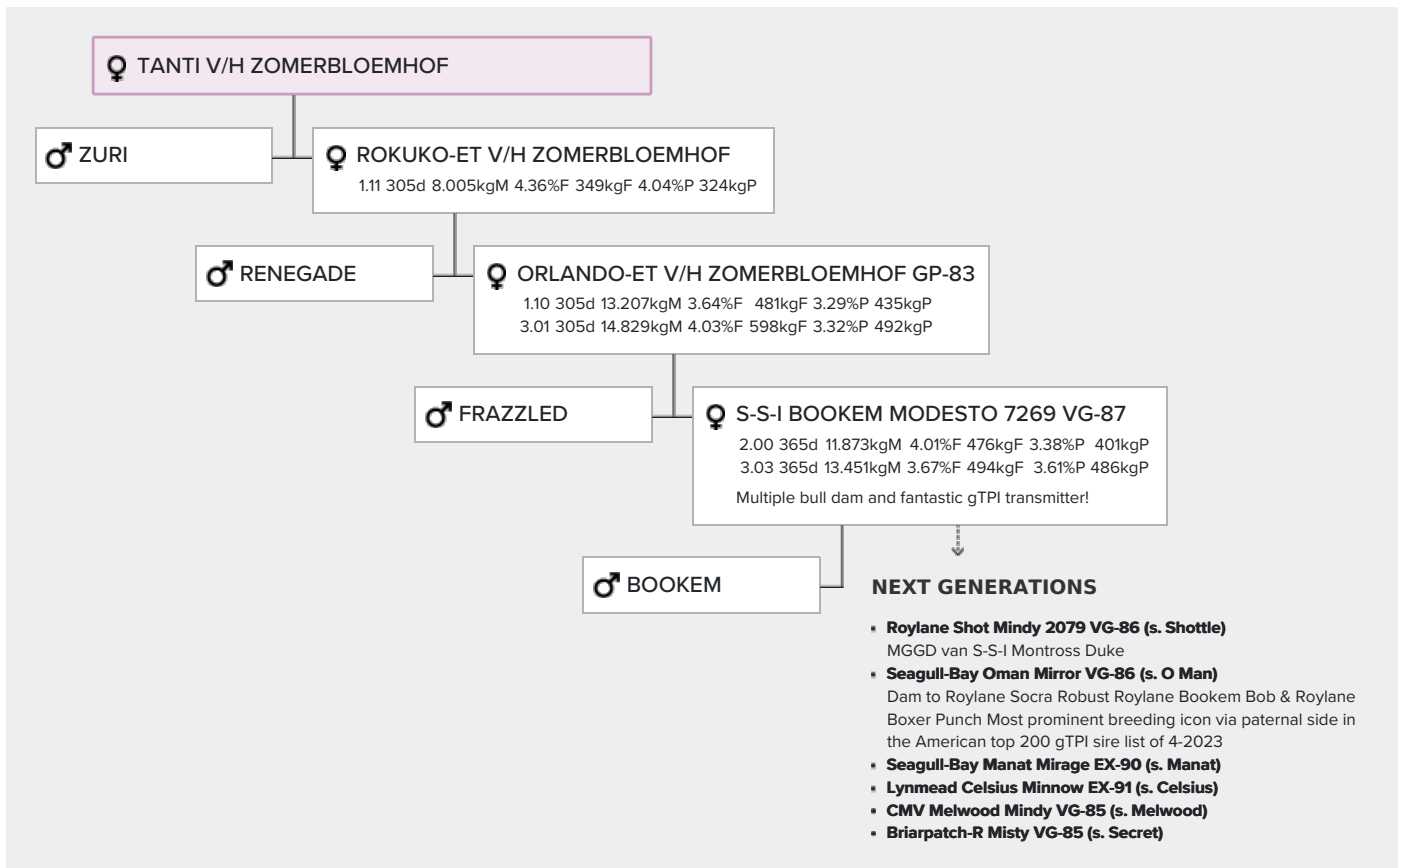 TANTI V/H ZOMERBLOEMHOF
ZURI
ROKUKO-ET V/H ZOMERBLOEMHOF
1.11 305d 8.005kgM 4.36%F 349kgF 4.04%P 324kgP
RENEGADE
ORLANDO-ET V/H ZOMERBLOEMHOF GP-83
1.10 305d 13.207kgM 3.64%F 481kgF 3.29%P 435kgP
3.01 305d 14.829kgM 4.03%F 598kgF 3.32%P 492kgP
FRAZZLED
S-S-I BOOKEM MODESTO 7269 VG-87
2.00 365d 11.873kgM 4.01%F 476kgF 3.38%P 401kgP
3.03 365d 13.451kgM 3.67%F 494kgF 3.61%P 486kgP
Multiple bull dam and fantastic gTPI transmitter!
BOOKEM
NEXT GENERATIONS
Roylane Shot Mindy 2079 VG-86 (s. Shottle)
MGGD van S-S-I Montross Duke
Seagull-Bay Oman Mirror VG-86 (s. O Man)
Dam to Roylane Socra Robust Roylane Bookem Bob & Roylane
Boxer Punch Most prominent breeding icon via paternal side in
the American top 200 gTPI sire list of 4-2023
Seagull-Bay Manat Mirage EX-90 (s. Manat)
Lynmead Celsius Minnow EX-91 (s. Celsius)
CMV Melwood Mindy VG-85 (s. Melwood)
Briarpatch-R Misty VG-85 (s. Secret)